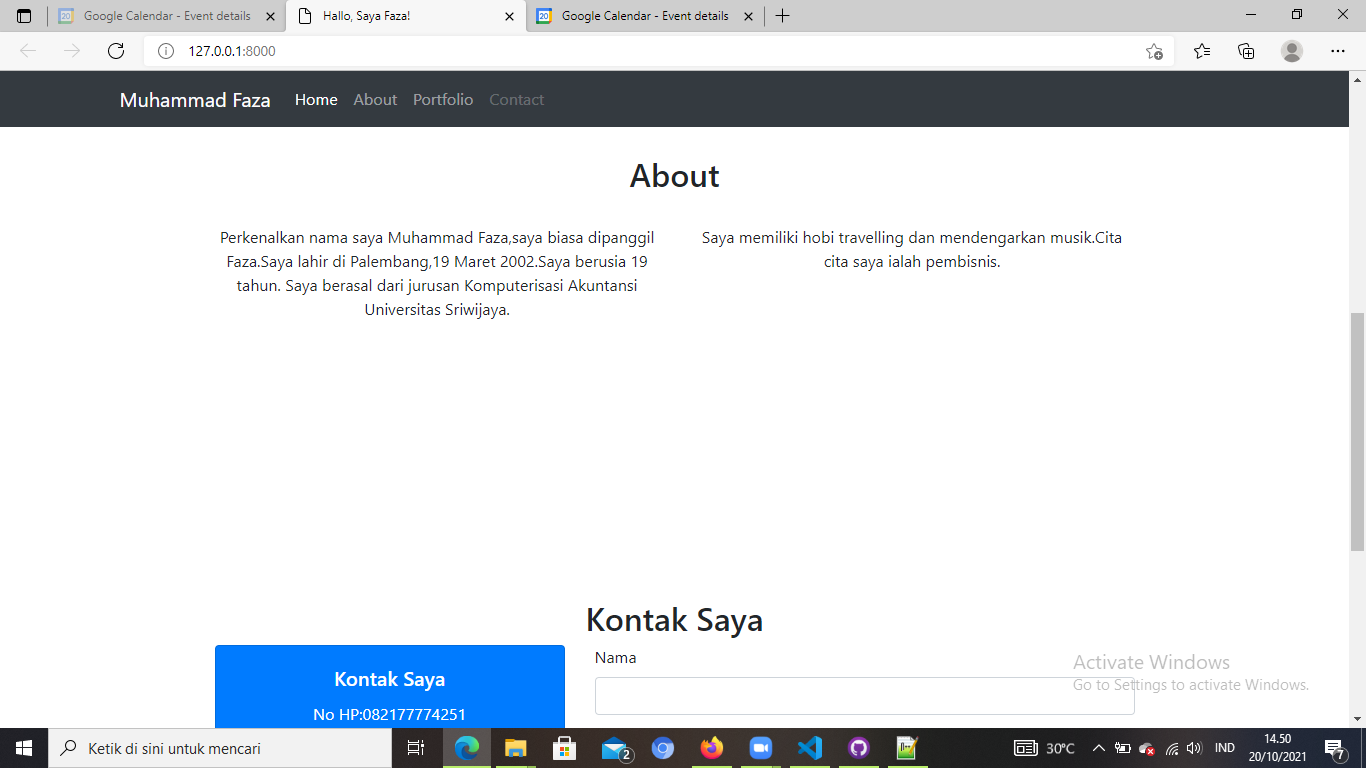 Google Calendar - Event details
Hallo, Saya Faza!
Google Calendar - Event details
127.0.0.1:8000
Muhammad Faza Home About Portfolio Contact
About
Perkenalkan nama saya Muhammad Faza,saya biasa dipanggil
Faza.Saya lahir di Palembang,19 Maret 2002.Saya berusia 19
tahun. Saya berasal dari jurusan Komputerisasi Akuntansi
Universitas Sriwijaya.
Saya memiliki hobi travelling dan mendengarkan musik.Cita
cita saya ialah pembisnis.
Kontak Saya
Kontak Saya
No HP:082177774251
Nama
Activate Windows
Go to Settings to activate Windows.
Ketik di sini untuk mencari
2
30°C
IND
14.50
20/10/2021
7